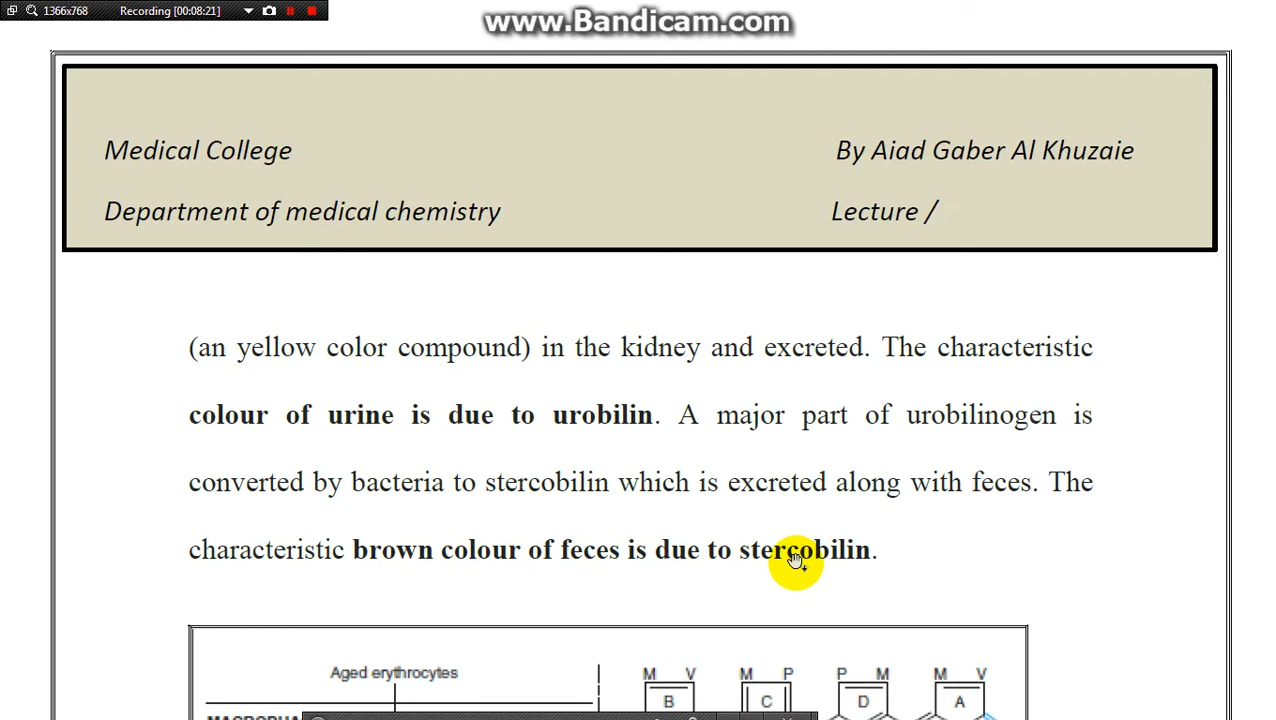 1366x768 Recording [00:08:21]
www.Bandicam.com
Medical College By Aiad Gaber Al Khuzaie
Department of medical chemistry Lecture /
(an yellow color compound) in the kidney and excreted. The characteristic
colour of urine is due to urobilin. A major part of urobilinogen is
converted by bacteria to stercobilin which is excreted along with feces. The
characteristic brown colour of feces is due to stercobilin.
Aged erythrocytes
M V M P P M M V
B C D A